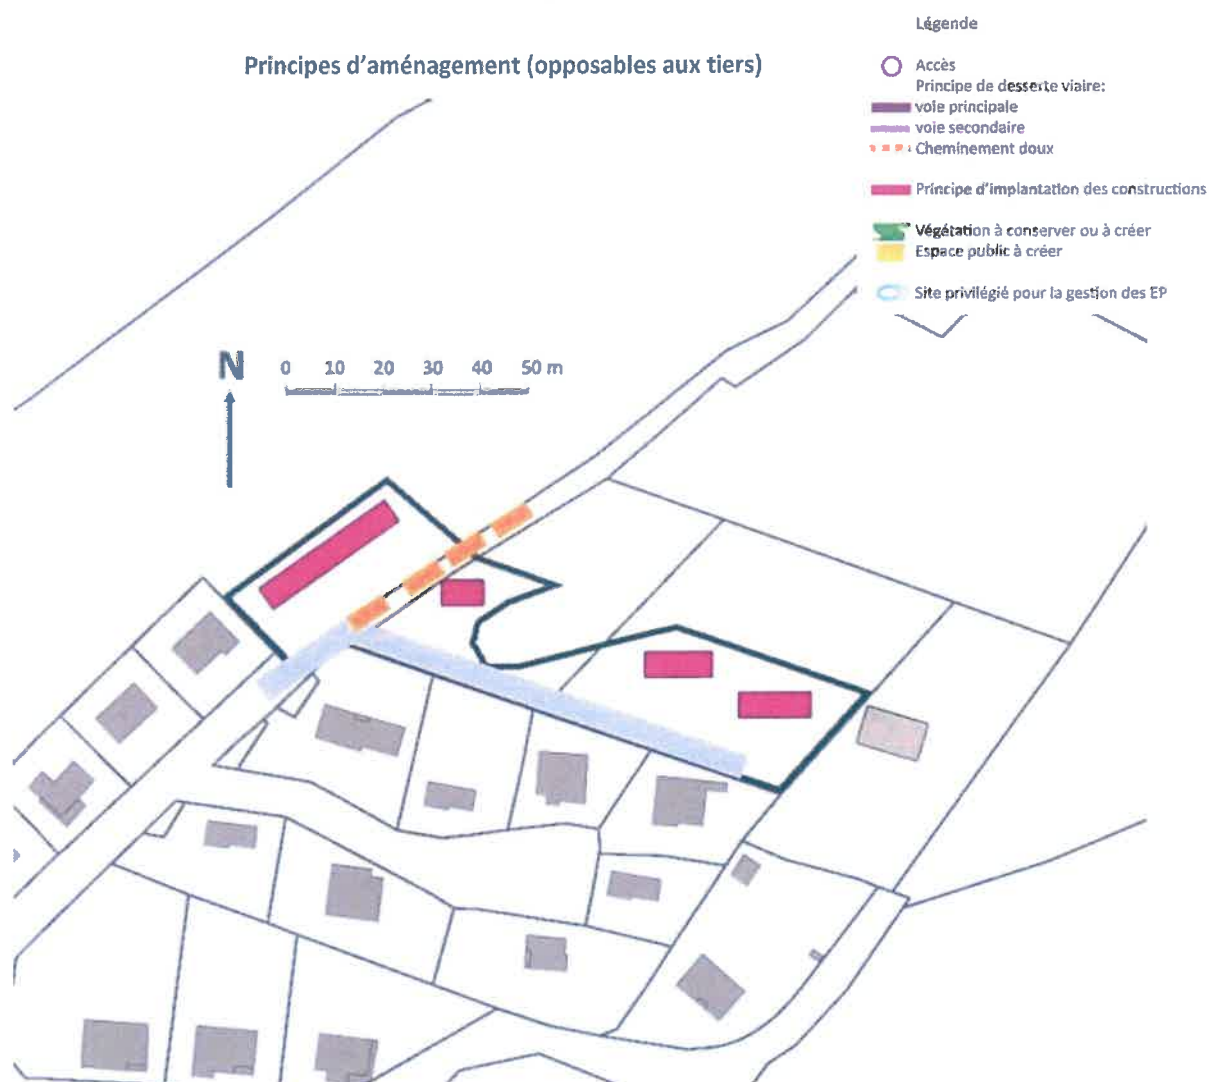 Légende
Principes d'aménagement (opposables aux tiers)
Accès
Principe de desserte viaire:
voie principale
voie secondaire
Cheminement doux
Principe d'implantation des constructions
Végétation à conserver ou à créer
Espace public à créer
Site privilégié pour la gestion des EP
N
0 10 20 30 40 50 m